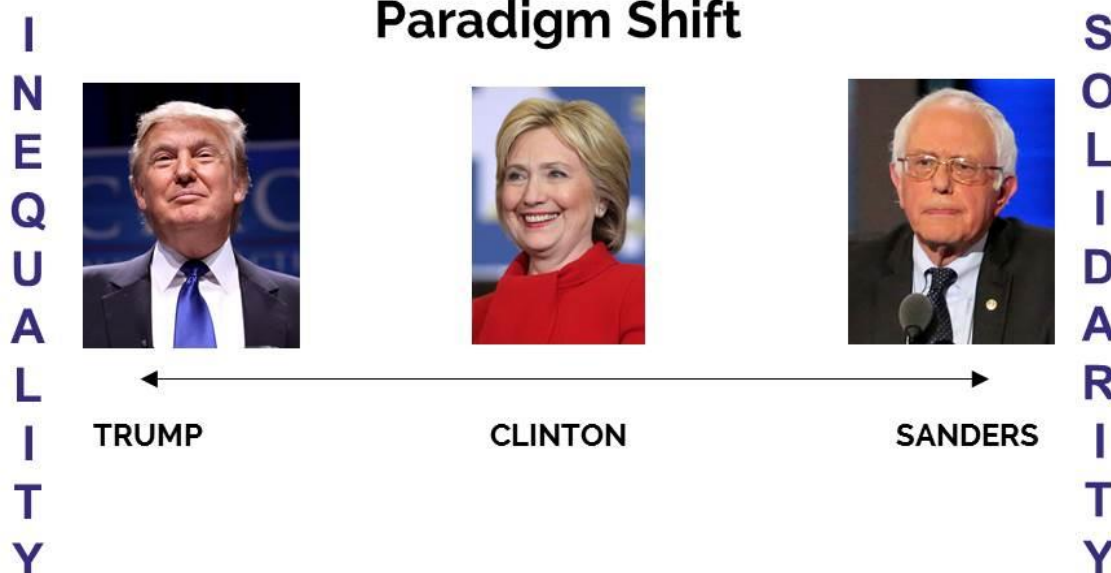 Paradigm Shift
INEQUALITY
SOLIDARITY
TRUMP
CLINTON
SANDERS